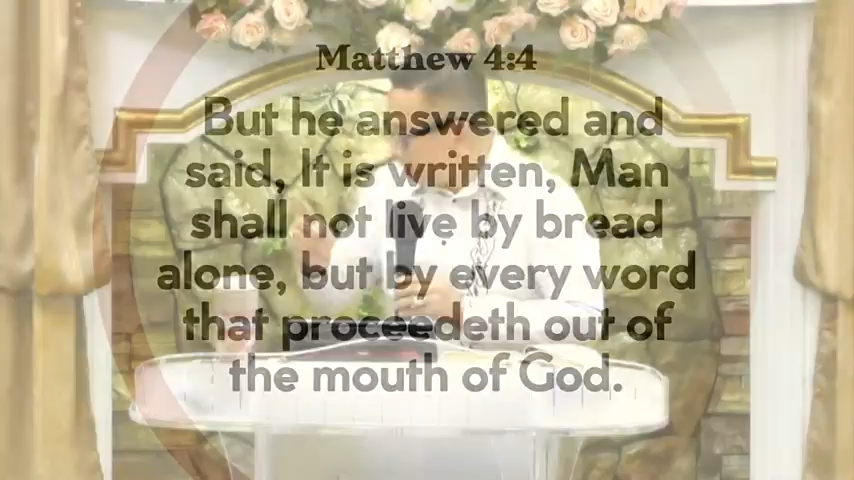 Matthew 4:4
But he answered and
said, It is written, Man
shall not live by bread
alone, but by every word
that proceedeth out of
the mouth of God.